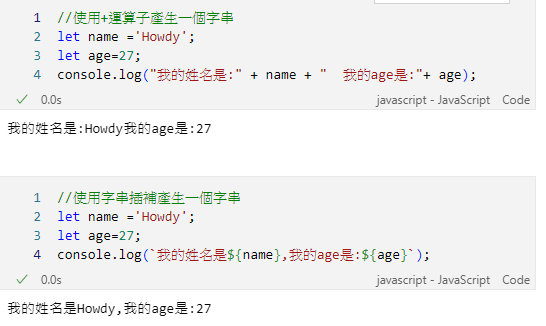 1 //使用+運算子產生一個字串
2 let name ='Howdy';
3 let age=27;
4 console.log("我的姓名是:" + name + "  我的age是:"+ age);
✓ 0.0s javascript - JavaScript Code
我的姓名是:Howdy我的age是:27
1 //使用字串插補產生一個字串
2 let name ='Howdy';
3 let age=27;
4 console.log(`我的姓名是${name},我的age是:${age}`);
✓ 0.0s javascript - JavaScript Code
我的姓名是Howdy,我的age是:27